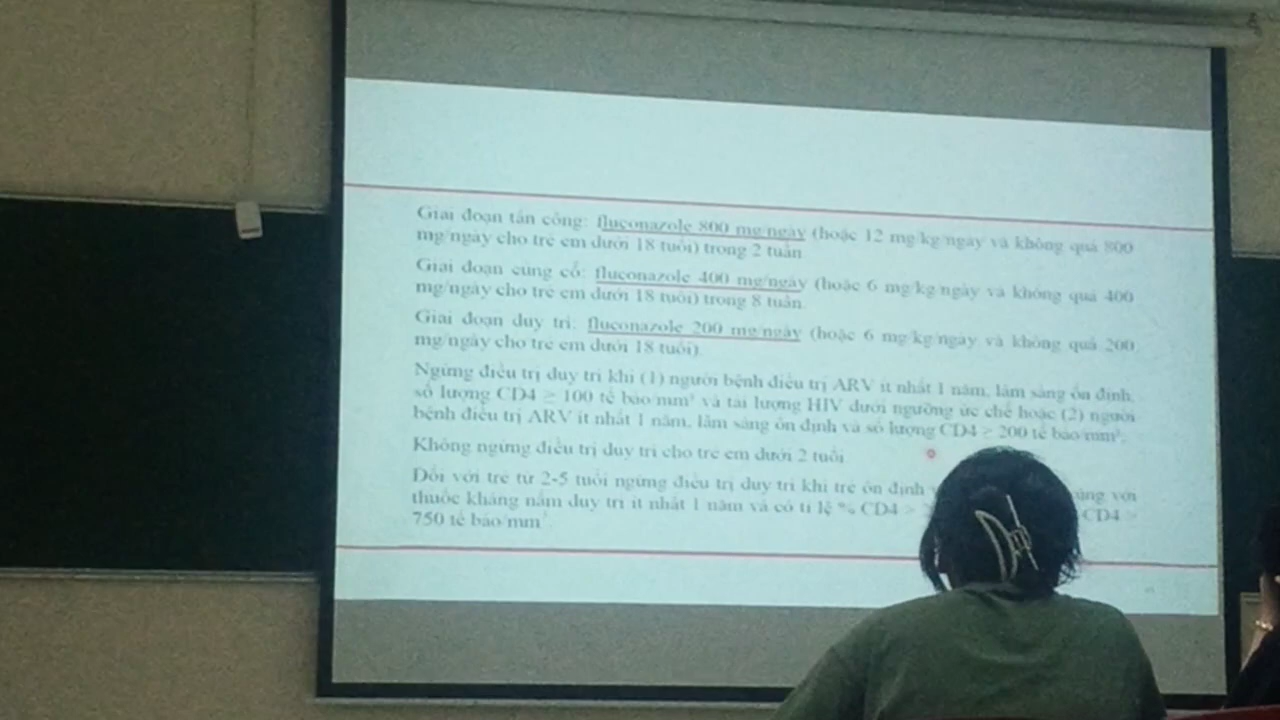 Giai đoạn tấn công: fluconazole 800 mg/ngày (hoặc 12 mg/kg/ngày và không quá 800
mg/ngày cho trẻ em dưới 18 tuổi) trong 2 tuần
Giai đoạn củng cố: fluconazole 400 mg/ngày (hoặc 6 mg/kg/ngày và không quá 400
mg/ngày cho trẻ em dưới 18 tuổi) trong 8 tuần
Giai đoạn duy trì: fluconazole 200 mg/ngày (hoặc 6 mg/kg/ngày và không quá 200
mg/ngày cho trẻ em dưới 18 tuổi)
Ngừng điều trị duy trì khi (1) người bệnh điều trị ARV ít nhất 1 năm, lâm sàng ổn định,
số lượng CD4 ≥ 100 tế bào/mm³ và tải lượng HIV dưới ngưỡng ức chế hoặc (2) người
bệnh điều trị ARV ít nhất 1 năm, lâm sàng ổn định và số lượng CD4 ≥ 200 tế bào/mm³.
Không ngừng điều trị duy trì cho trẻ em dưới 2 tuổi
Đối với trẻ từ 2-5 tuổi ngừng điều trị duy trì khi trẻ ổn định với
thuốc kháng nấm duy trì ít nhất 1 năm và có tỉ lệ % CD4 > CD4 >
750 tế bào/mm³